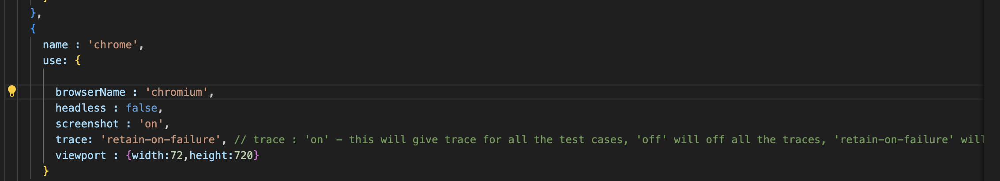 },
{
name : 'chrome',
use: {
browserName : 'chromium',
headless : false,
screenshot : 'on',
trace: 'retain-on-failure', // trace : 'on' - this will give trace for all the test cases, 'off' will off all the traces, 'retain-on-failure' will
viewport : {width:72,height:720}
}